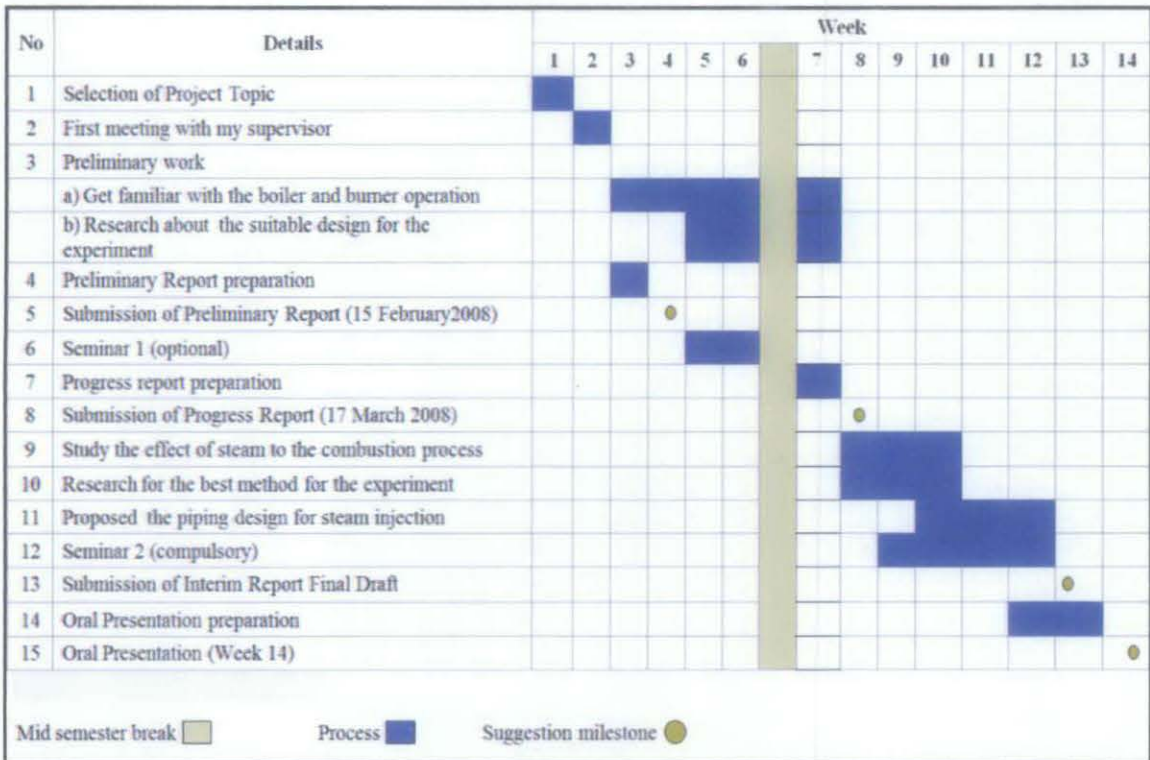 No Details Week
1 2 3 4 5 6 7 8 9 10 11 12 13 14
1 Selection of Project Topic
2 First meeting with my supervisor
3 Preliminary work
a) Get familiar with the boiler and burner operation
b) Research about the suitable design for the
experiment
4 Preliminary Report preparation
5 Submission of Preliminary Report (15 February2008)
6 Seminar 1 (optional)
7 Progress report preparation
8 Submission of Progress Report (17 March 2008)
9 Study the effect of steam to the combustion process
10 Research for the best method for the experiment
11 Proposed the piping design for steam injection
12 Seminar 2 (compulsory)
13 Submission of Interim Report Final Draft
14 Oral Presentation preparation
15 Oral Presentation (Week 14)
Mid semester break Process Suggestion milestone